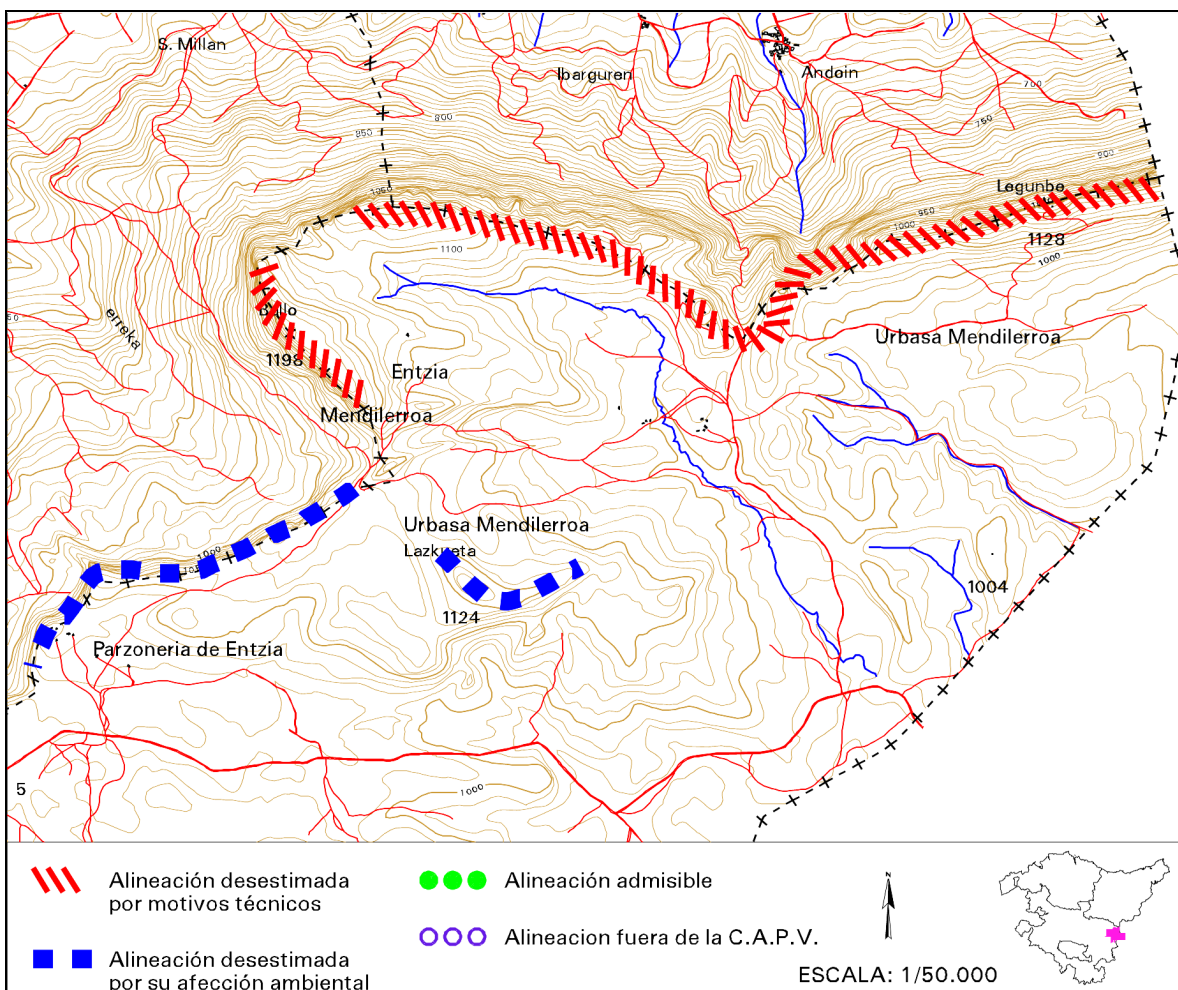 S. Millan
Ibarguren
Andoin
700
800
750
850
900
Legunbe
1050
950
1000
1100
1128
1000
Ballo
erreka
1198
Urbasa Mendilerroa
Entzia
Mendilerroa
Urbasa Mendilerroa
Lazkueta
1000
1124
1004
Parzoneria de Entzia
5
1000
Alineación desestimada
por motivos técnicos
Alineación admisible
N
Alineacion fuera de la C.A.P.V.
Alineación desestimada
por su afección ambiental
ESCALA: 1/50.000